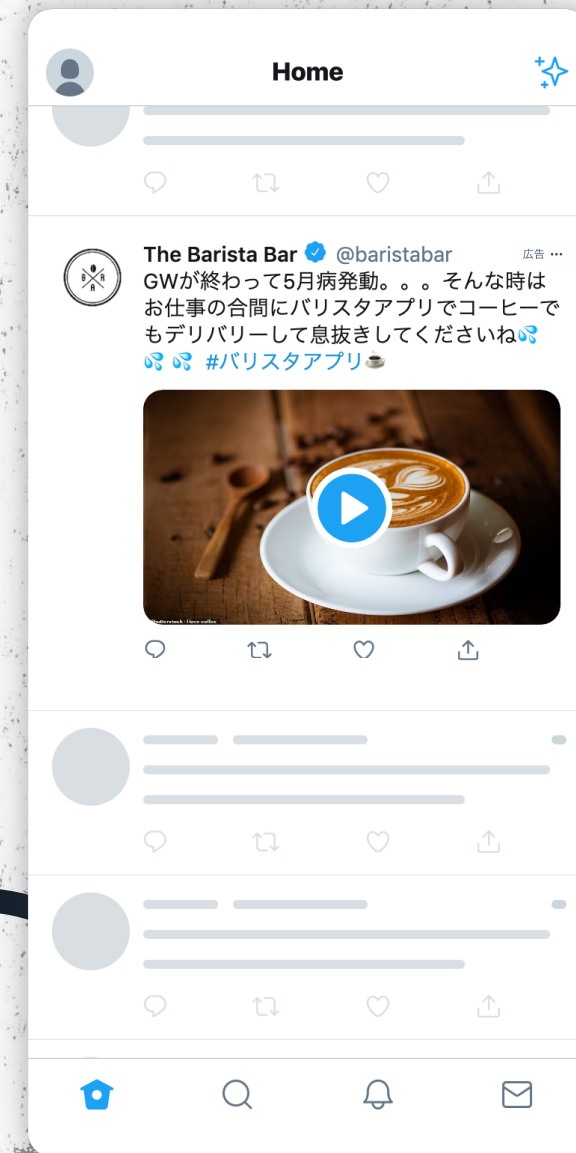 Home
The Barista Bar @baristabar 広告
GWが終わって5月病発動。。。そんな時は
お仕事の合間にバリスタアプリでコーヒーで
もデリバリーして息抜きしてくださいね💦
💦 💦 #バリスタアプリ☕
B A R
A
Shutterstock - I love coffee